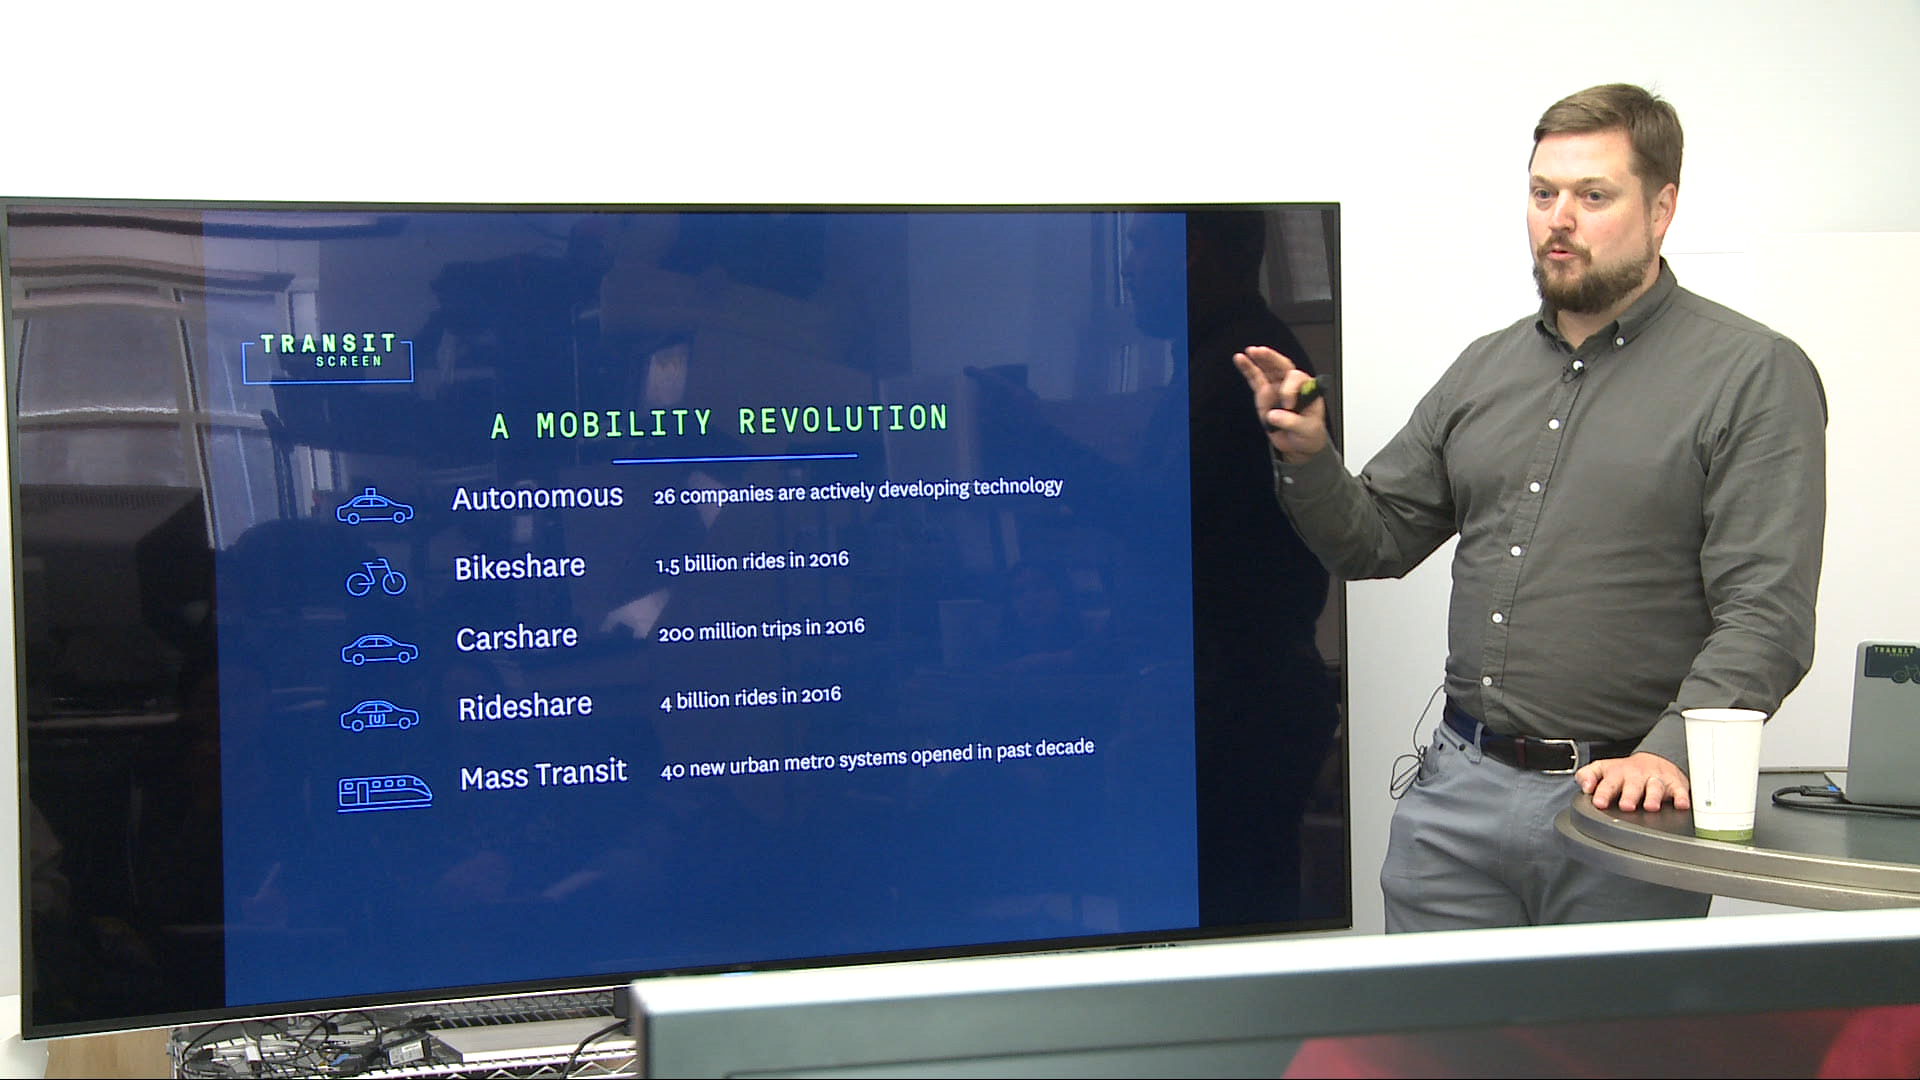 TRANSIT
SCREEN
A MOBILITY REVOLUTION
Autonomous 26 companies are actively developing technology
Bikeshare 1.5 billion rides in 2016
Carshare 200 million trips in 2016
Rideshare 4 billion rides in 2016
Mass Transit 40 new urban metro systems opened in past decade
TRANSIT
SCREEN